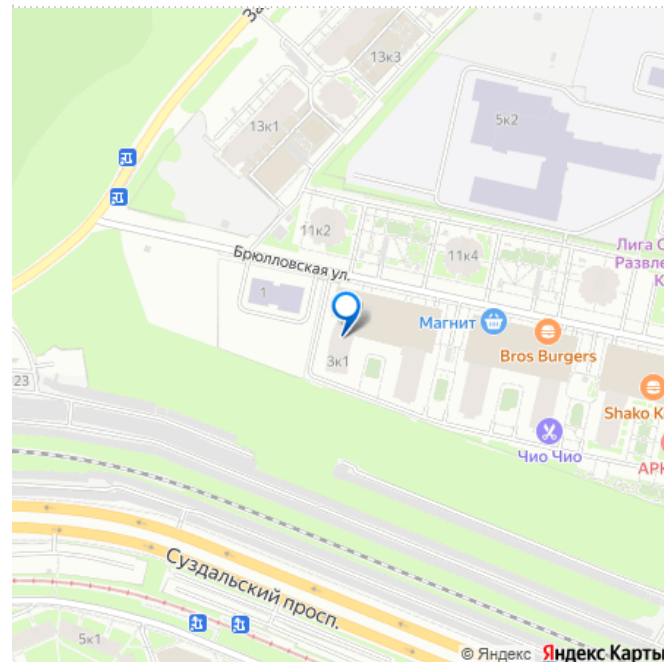 За
13к3
13к1
5к2
11к2
Брюлловская ул.
11к4
Лига С
Развле
К
1
Магнит
Bros Burgers
3к1
23
Shako K
Чио Чио
АРК
Суздальский просп.
5к1
© Яндекс Яндекс Карты